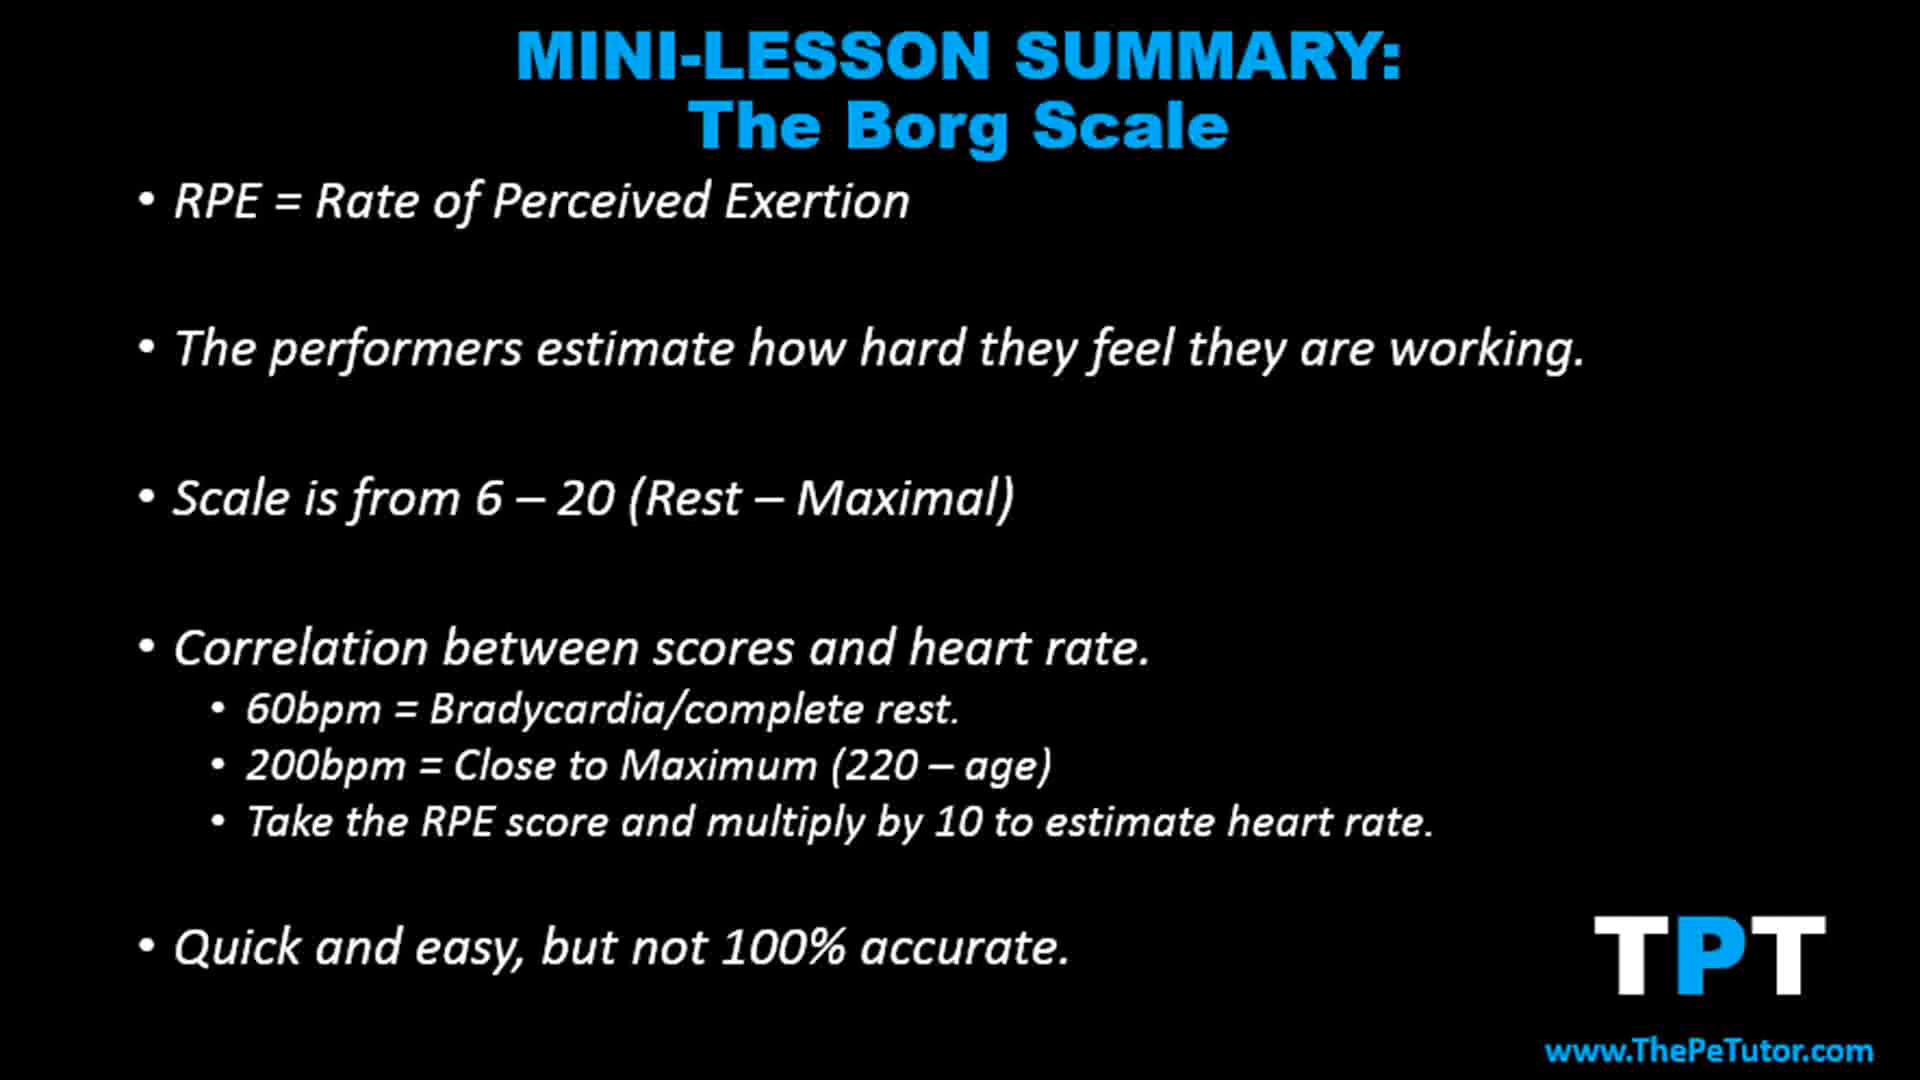 MINI-LESSON SUMMARY:
The Borg Scale
• RPE = Rate of Perceived Exertion
• The performers estimate how hard they feel they are working.
• Scale is from 6 – 20 (Rest – Maximal)
• Correlation between scores and heart rate.
• 60bpm = Bradycardia/complete rest.
• 200bpm = Close to Maximum (220 – age)
• Take the RPE score and multiply by 10 to estimate heart rate.
• Quick and easy, but not 100% accurate.
TPT
www.ThePeTutor.com